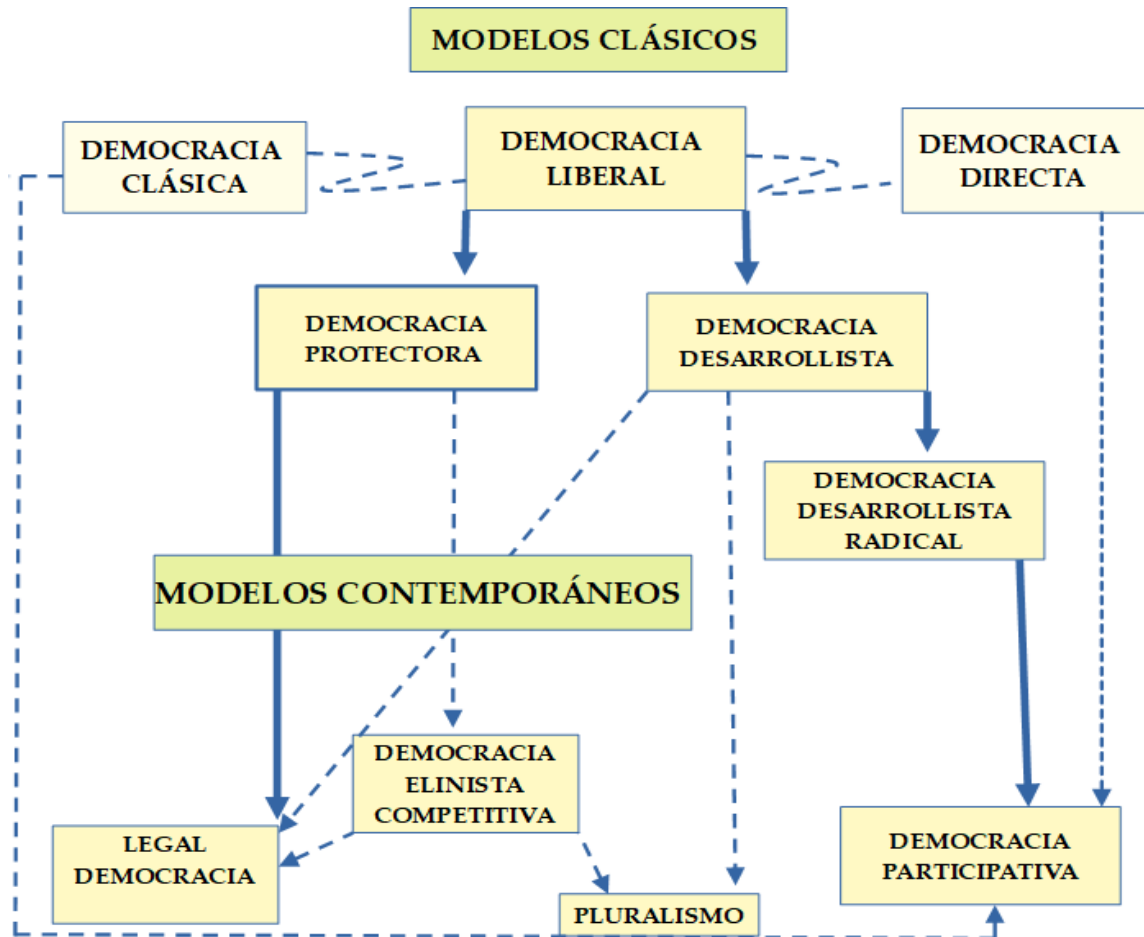 MODELOS CLÁSICOS
DEMOCRACIA
CLÁSICA
DEMOCRACIA
LIBERAL
DEMOCRACIA
DIRECTA
DEMOCRACIA
PROTECTORA
DEMOCRACIA
DESARROLLISTA
DEMOCRACIA
DESARROLLISTA
RADICAL
MODELOS CONTEMPORÁNEOS
DEMOCRACIA
ELINISTA
COMPETITIVA
LEGAL
DEMOCRACIA
PLURALISMO
DEMOCRACIA
PARTICIPATIVA